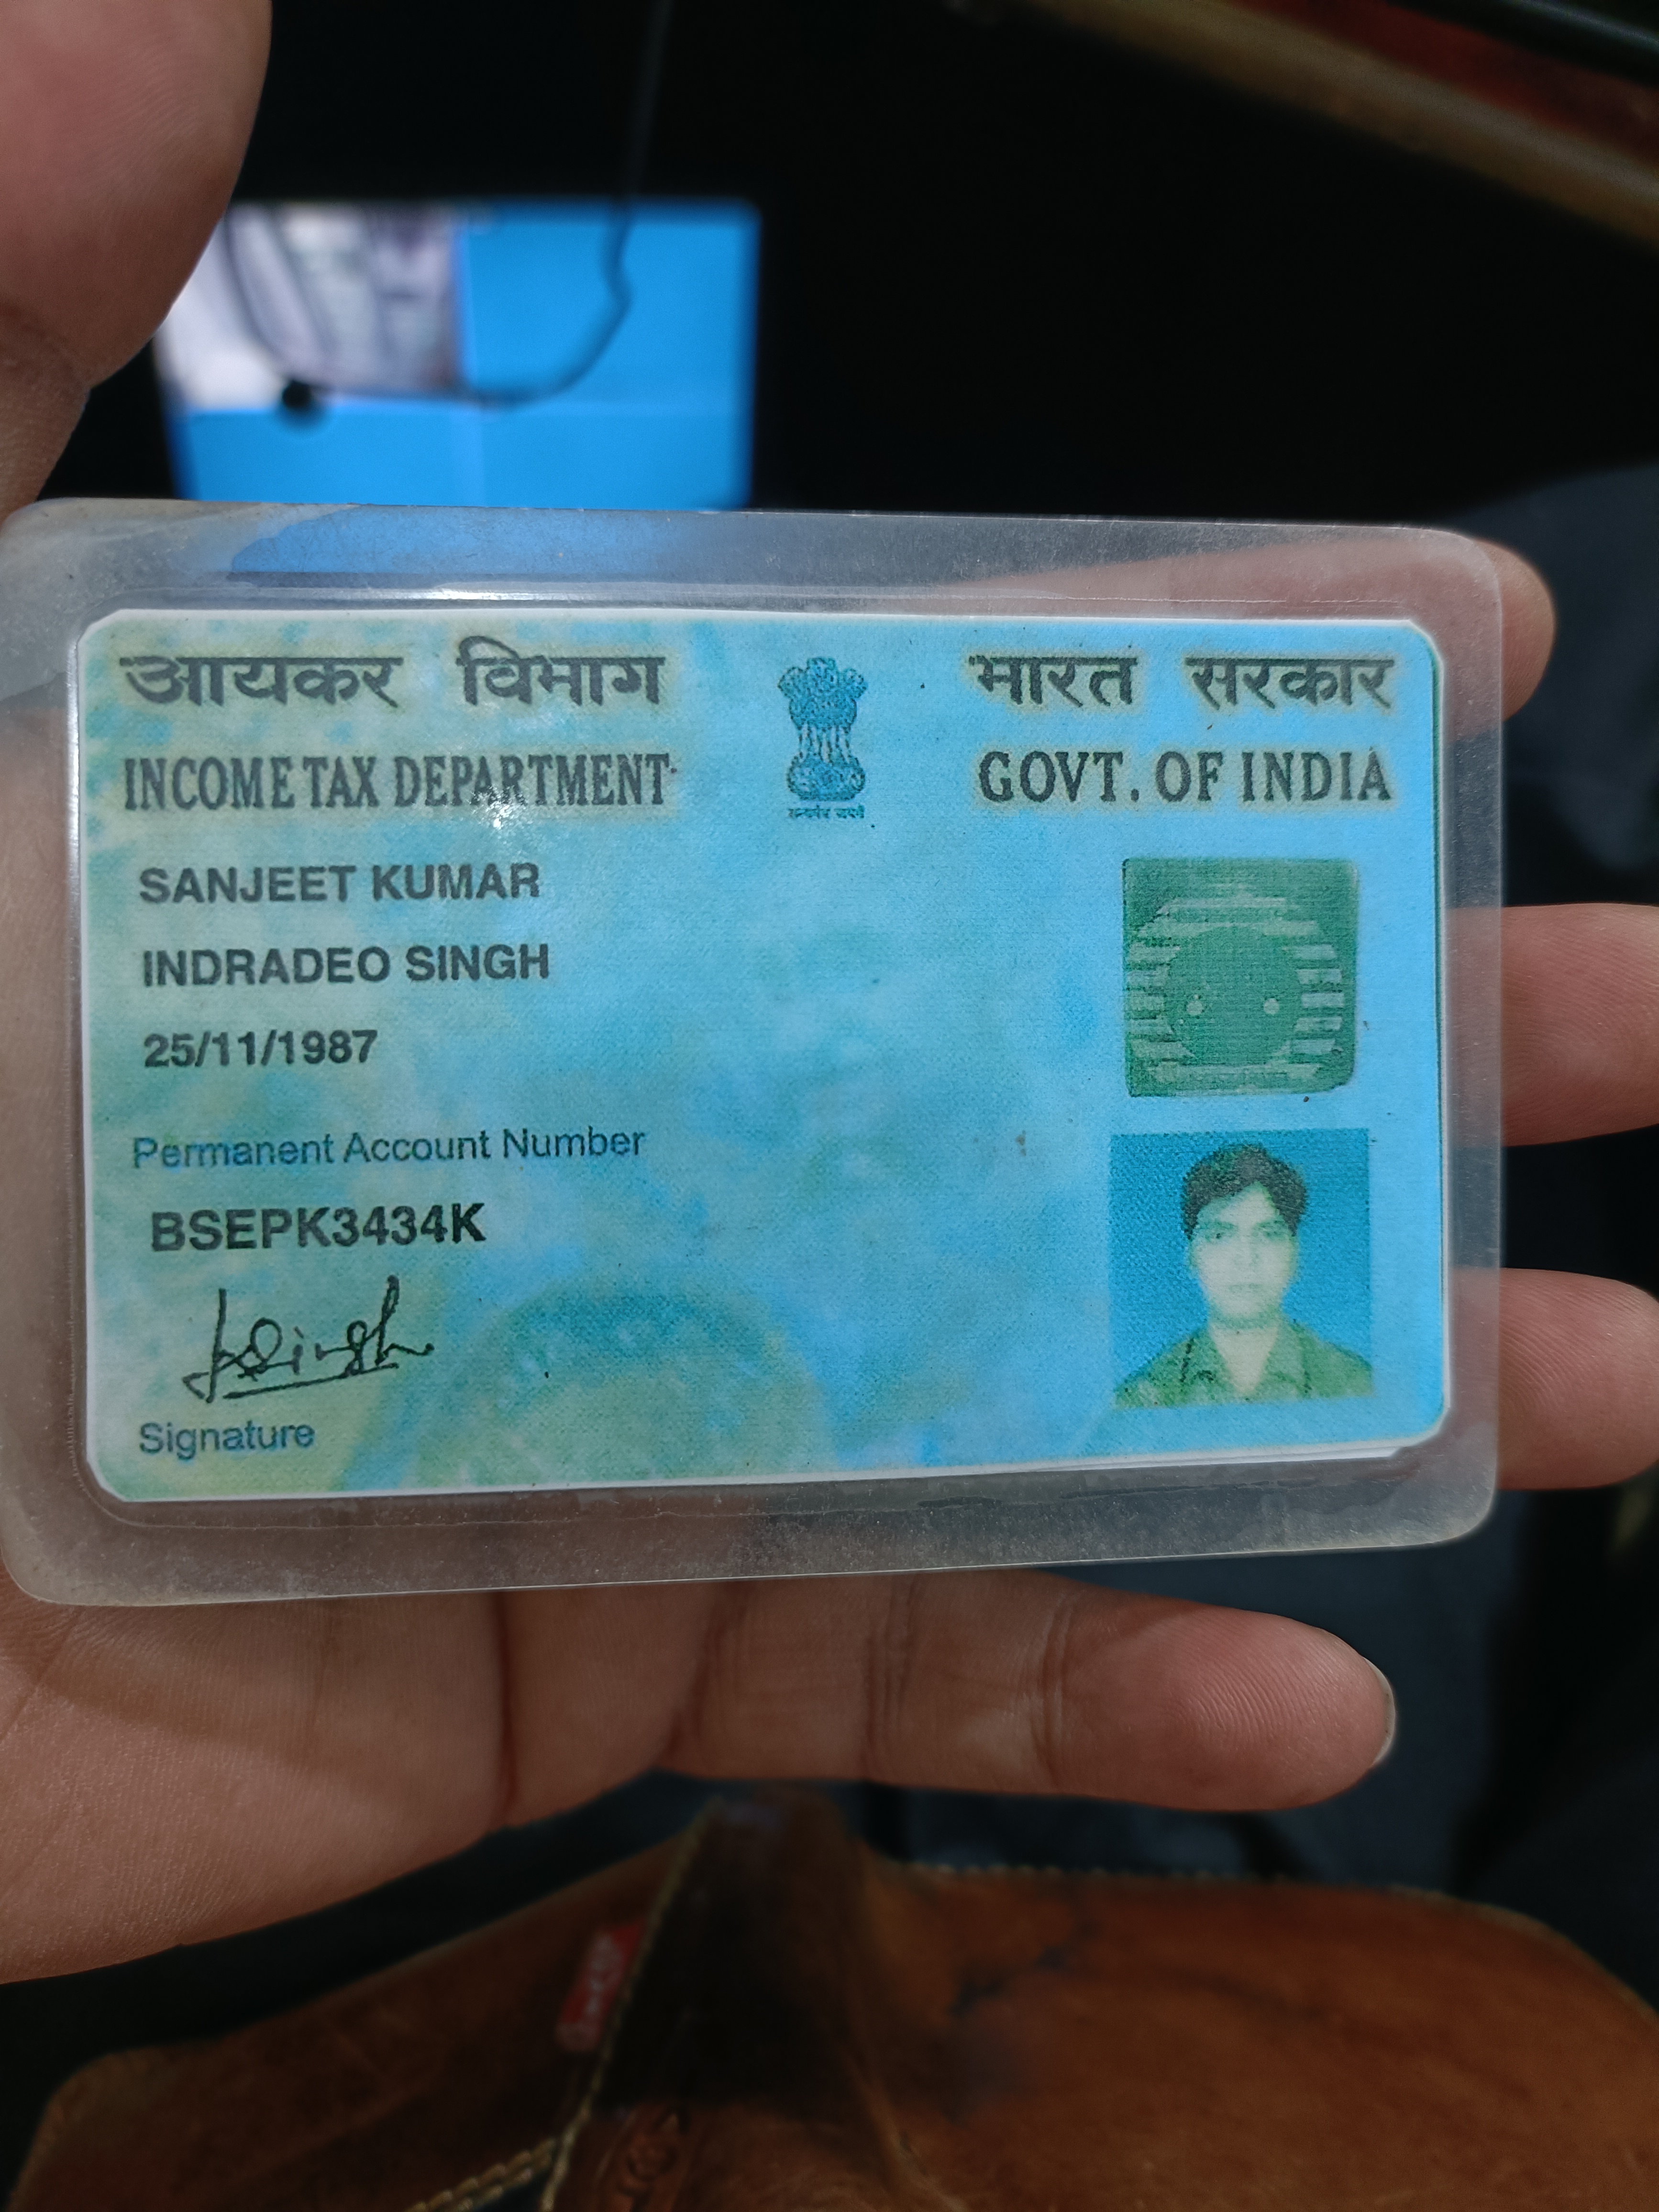 आयकर विभाग
INCOME TAX DEPARTMENT
भारत सरकार
GOVT. OF INDIA
SANJEET KUMAR
INDRADEO SINGH
25/11/1987
Permanent Account Number
BSEPK3434K
Signature